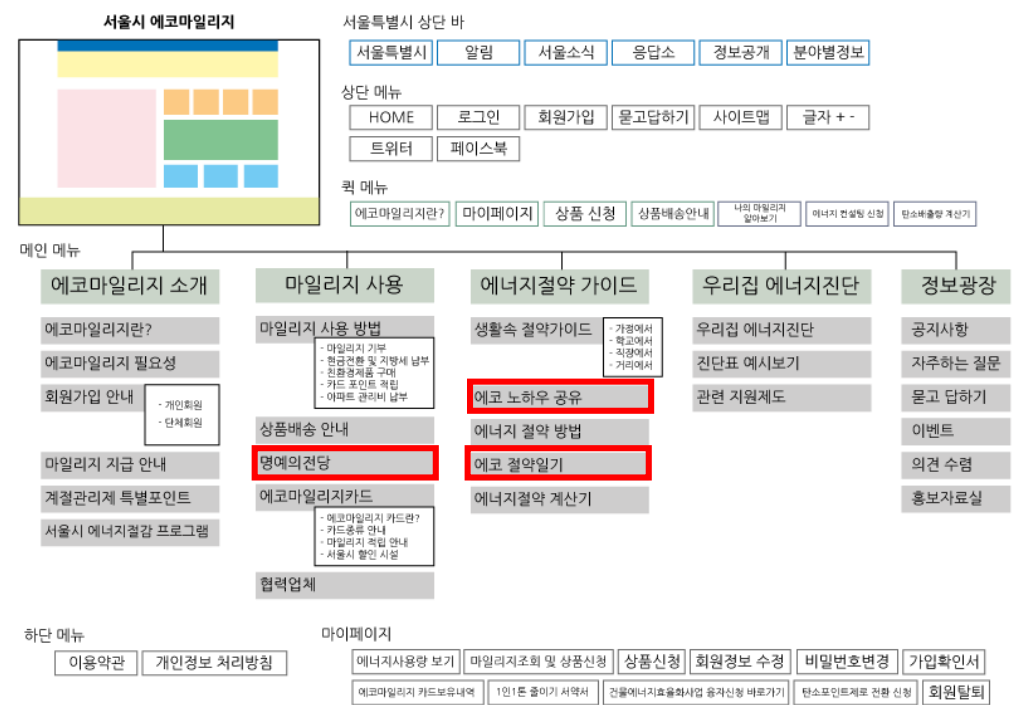 서울시 에코마일리지
서울특별시 상단 바
서울특별시 알림 서울소식 응답소 정보공개 분야별정보
상단 메뉴
HOME 로그인 회원가입 묻고답하기 사이트맵 글자 + -
트위터 페이스북
퀵 메뉴
에코마일리지란? 마이페이지 상품 신청 상품배송안내 나의 마일리지 알아보기 에너지 컨설팅 신청 탄소배출량 계산기
메인 메뉴
에코마일리지 소개
에코마일리지란?
에코마일리지 필요성
회원가입 안내
- 개인회원
- 단체회원
마일리지 지급 안내
계절관리제 특별포인트
서울시 에너지절감 프로그램
마일리지 사용
마일리지 사용 방법
- 마일리지 기부
- 현금전환 및 지방세 납부
- 친환경제품 구매
- 카드 포인트 적립
- 아파트 관리비 납부
상품배송 안내
명예의전당
에코마일리지카드
- 에코마일리지 카드란?
- 카드종류 안내
- 마일리지 적립 안내
- 서울시 할인 시설
협력업체
에너지절약 가이드
생활속 절약가이드
- 가정에서
- 학교에서
- 직장에서
- 거리에서
에코 노하우 공유
에너지 절약 방법
에코 절약일기
에너지절약 계산기
우리집 에너지진단
우리집 에너지진단
진단표 예시보기
관련 지원제도
정보광장
공지사항
자주하는 질문
묻고 답하기
이벤트
의견 수렴
홍보자료실
하단 메뉴
이용약관 개인정보 처리방침
마이페이지
에너지사용량 보기 마일리지조회 및 상품신청 상품신청 회원정보 수정 비밀번호변경 가입확인서
에코마일리지 카드보유내역 1인1톤 줄이기 서약서 건물에너지효율화사업 융자신청 바로가기 탄소포인트제로 전환 신청 회원탈퇴